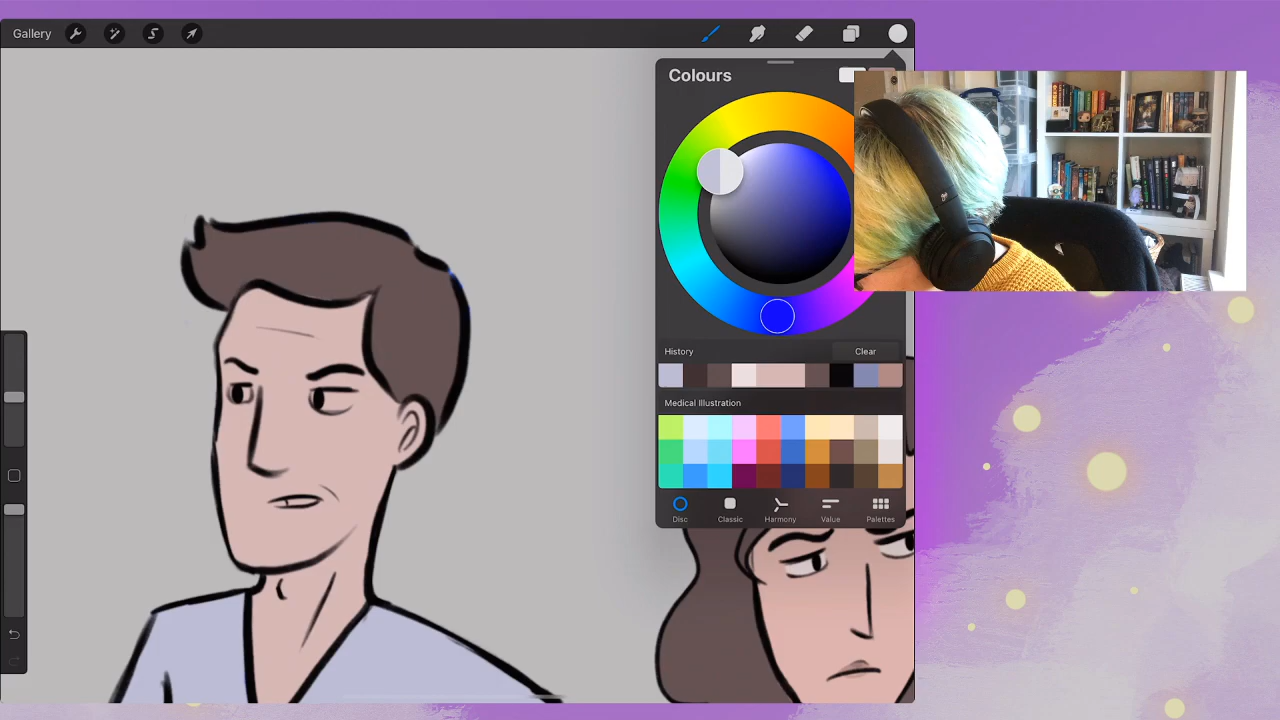 Gallery
Colours
History
Clear
Medical Illustration
Disc
Classic
Harmony
Value
Palettes